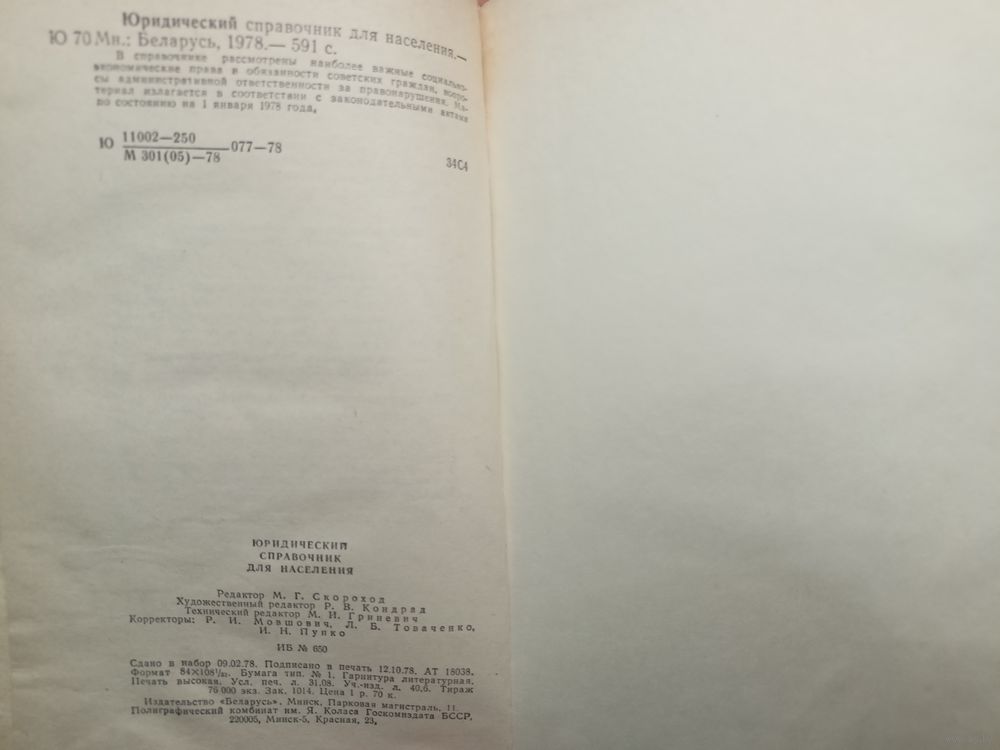 Юридический справочник для населения.—
Ю 70 Мн.: Беларусь, 1978.— 591 с.
В справочнике рассмотрены наиболее важные социально-
экономические права и обязанности советских граждан, вопро-
сы административной ответственности за правонарушения. Ма-
териал излагается в соответствии с законодательными актами
по состоянию на 1 января 1978 года.
11002—250
Ю ————— 077—78
М 301(05)—78
34С4
ЮРИДИЧЕСКИЙ
СПРАВОЧНИК
ДЛЯ НАСЕЛЕНИЯ
Редактор М. Г. Скороход
Художественный редактор Р. В. Кондрад
Технический редактор М. И. Гриневич
Корректоры: Р. И. Мовшович, Л. Б. Товаченко,
И. Н. Пупко
ИБ № 650
Сдано в набор 09.02.78. Подписано в печать 12.10.78. АТ 18038.
Формат 84×108¹/₃₂. Бумага тип. № 1. Гарнитура литературная.
Печать высокая. Усл. печ. л. 31,08. Уч.-изд. л. 40,6. Тираж
76 000 экз. Зак. 1014. Цена 1 р. 70 к.
Издательство «Беларусь». Минск, Парковая магистраль, 11.
Полиграфический комбинат им. Я. Коласа Госкомиздата БССР,
220005, Минск-5, Красная, 23.